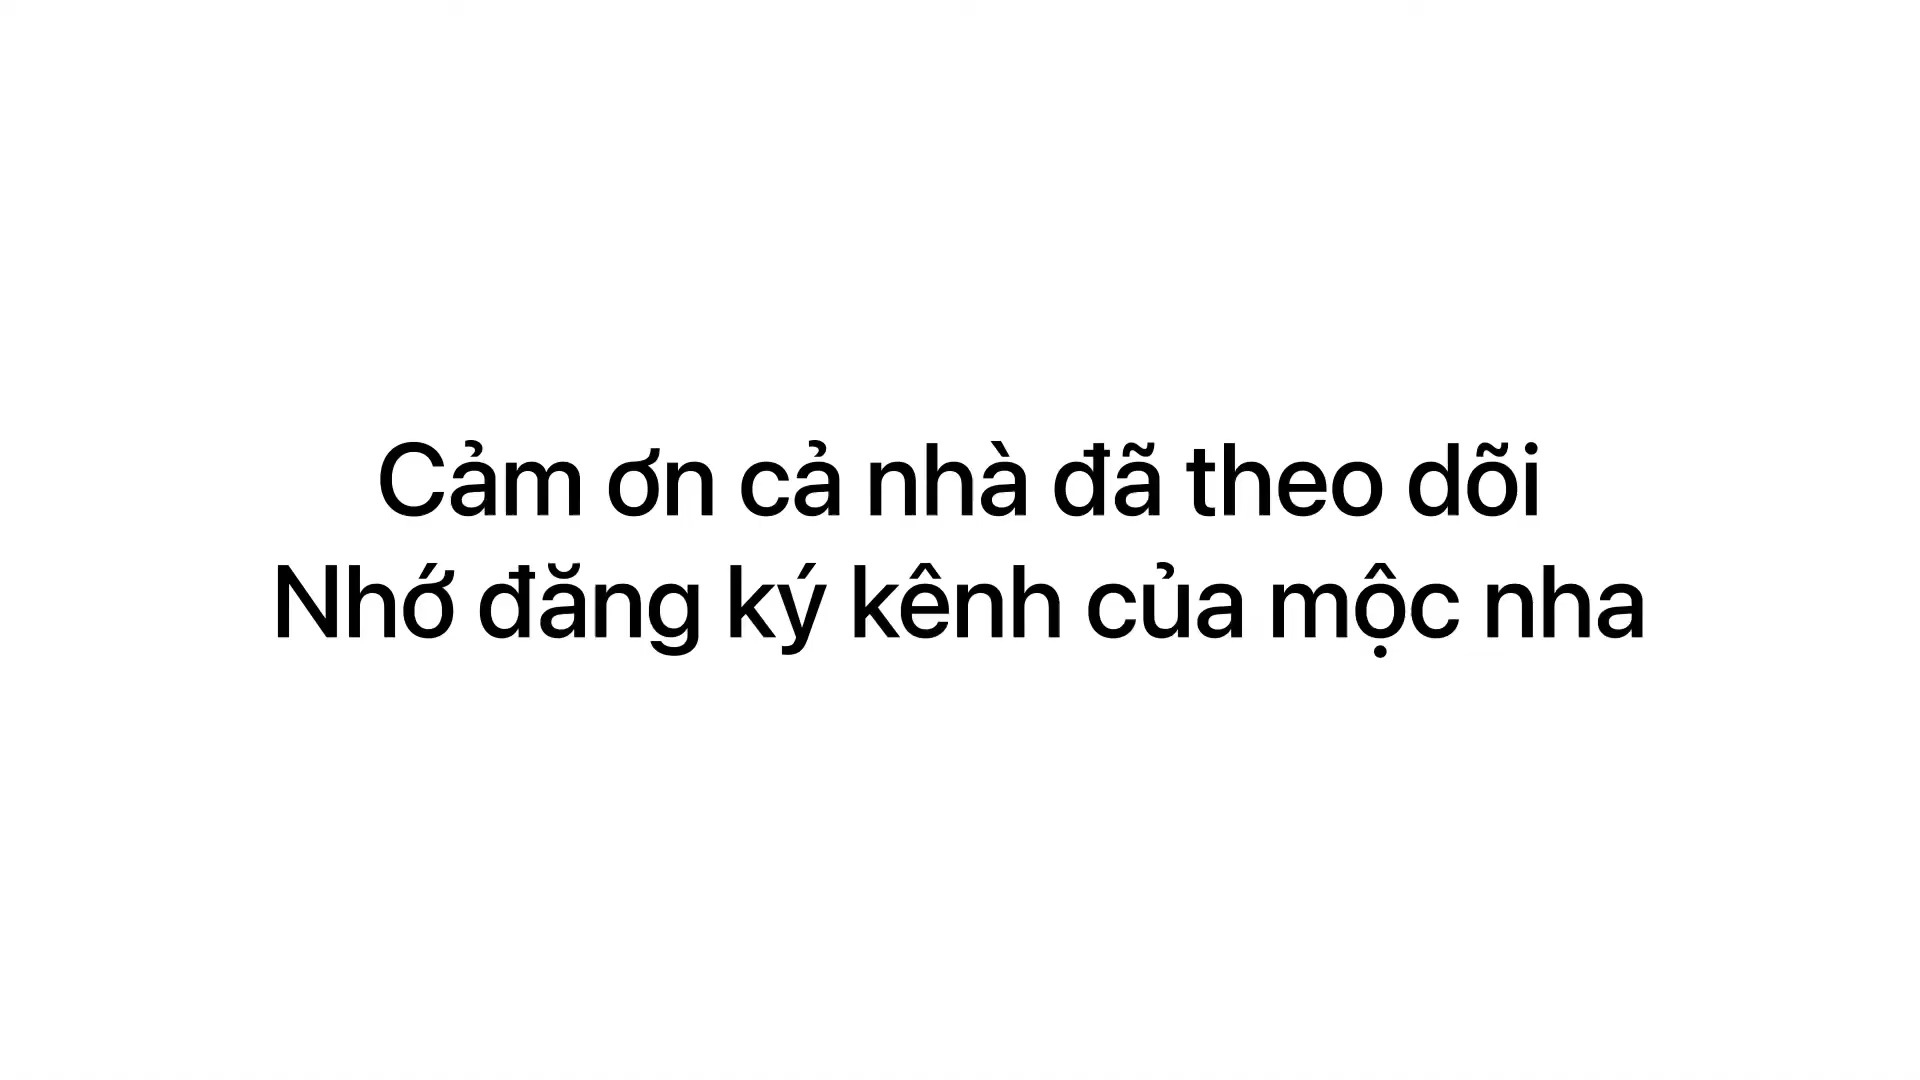 Cảm ơn cả nhà đã theo dõi
Nhớ đăng ký kênh của mộc nha